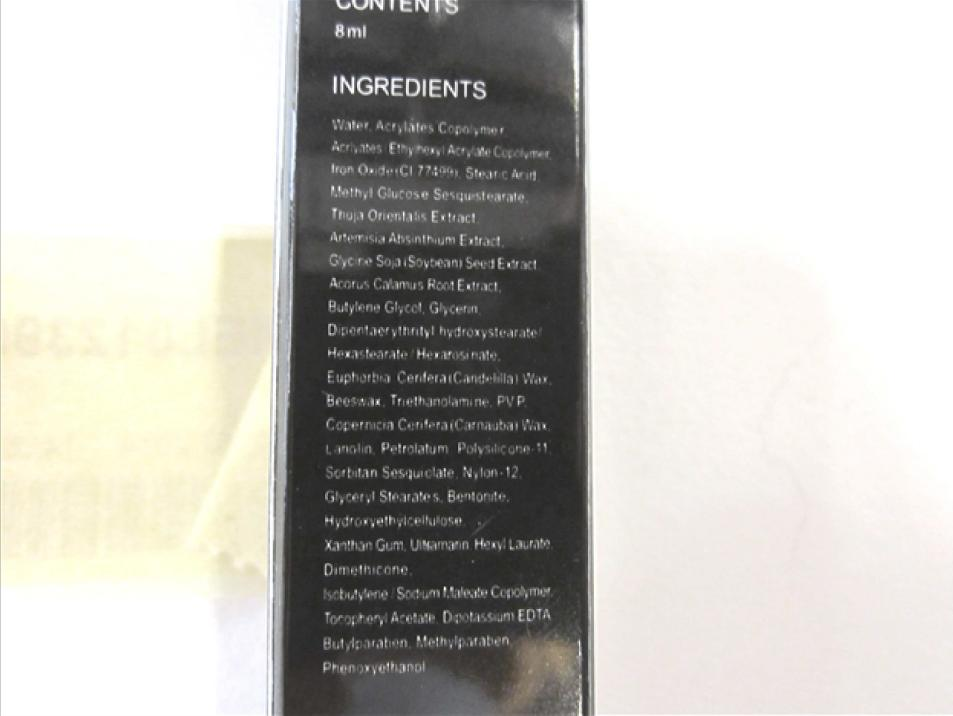 CONTENTS
8ml
INGREDIENTS
Water, Acrylates Copolymer
Acrlyates Ethylhexyl Acrylate Copolymer,
Iron Oxide (CI 77499), Stearic Acid,
Methyl Glucose Sesquistearate,
Thuja Orientalis Extract,
Artemisia Absinthium Extract,
Glycine Soja (Soybean) Seed Extract
Acorus Calamus Root Extract,
Butylene Glycol, Glycerin,
Dipentaerythrityl hydroxystearate/
Hexastearate/Hexarosinate,
Euphorbia Cerifera (Candelilla) Wax,
Beeswax, Triethanolamine, PVP,
Copernicia Cerifera (Carnauba) Wax,
Lanolin, Petrolatum, Polysilicone-11,
Sorbitan Sesquiolate, Nylon-12,
Glyceryl Stearates, Bentonite,
Hydroxyethylcellulose,
Xanthan Gum, Ultramarin, Hexyl Laurate,
Dimethicone,
Isobutylene/Sodium Maleate Copolymer,
Tocopheryl Acetate, Dipotassium EDTA
Butylparaben, Methylparaben,
Phenoxyethanol